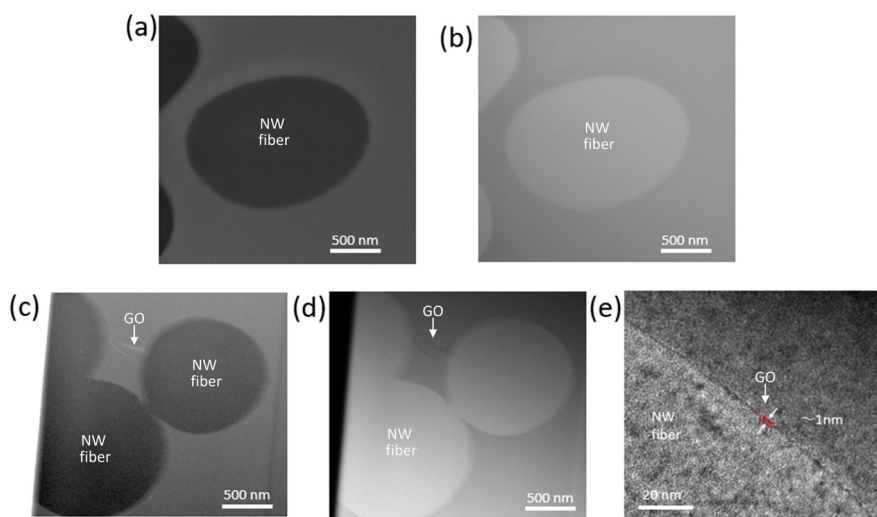 (a)
NW
fiber
500 nm
(b)
NW
fiber
500 nm
(c)
GO
NW
fiber
NW
fiber
500 nm
(d)
GO
NW
fiber
500 nm
(e)
GO
~1nm
NW
fiber
20 nm